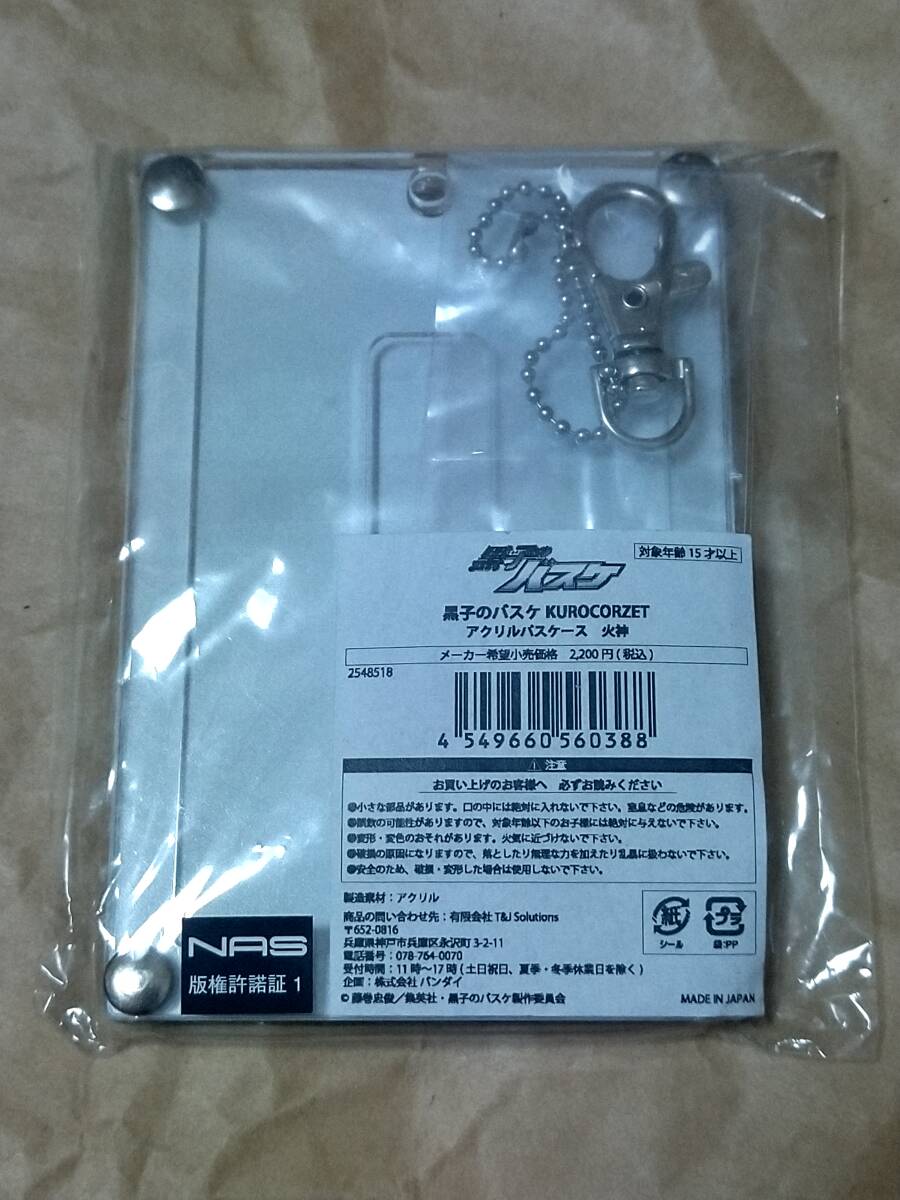 黒子のバスケ
対象年齢 15 才以上
黒子のバスケ KUROCORZET
アクリルパスケース 火神
メーカー希望小売価格 2,200 円 ( 税込 )
2548518
4 549660 560388
⚠ 注意
お買い上げのお客様へ 必ずお読みください
●小さな部品があります。口の中には絶対に入れないで下さい。窒息などの危険があります。
●誤飲の可能性がありますので、対象年齢以下のお子様には絶対に与えないで下さい。
●変形・変色のおそれがあります。火気に近づけないで下さい。
●破損の原因になりますので、落としたり無理な力を加えたり乱暴に扱わないで下さい。
●安全のため、破損・変形した場合は使用しないで下さい。
製造素材：アクリル
商品の問い合わせ先：有限会社 T&J Solutions
〒652-0816
兵庫県神戸市兵庫区永沢町 3-2-11
電話番号：078-764-0070
受付時間：11 時～17 時 ( 土日祝日、夏季・冬季休業日を除く )
企画：株式会社 バンダイ
© 藤巻忠俊／集英社・黒子のバスケ製作委員会
紙
シール
プラ
袋:PP
MADE IN JAPAN
NAS
版権許諾証 1